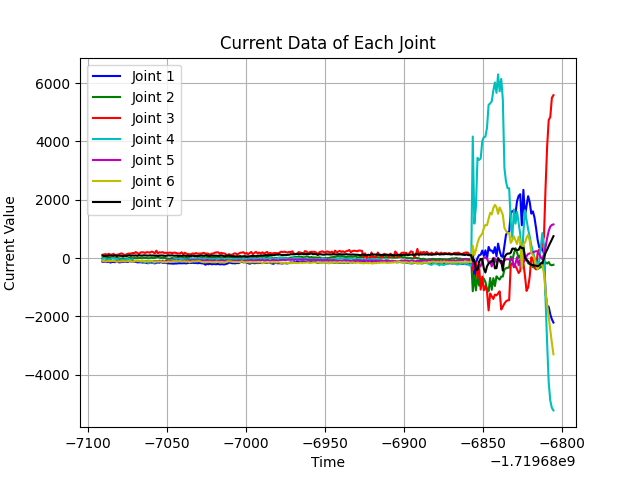 Current Data of Each Joint
Joint 1
Joint 2
Joint 3
Joint 4
Joint 5
Joint 6
Joint 7
6000
4000
2000
0
−2000
−4000
Current Value
−7100 −7050 −7000 −6950 −6900 −6850 −6800
−1.71968e9
Time